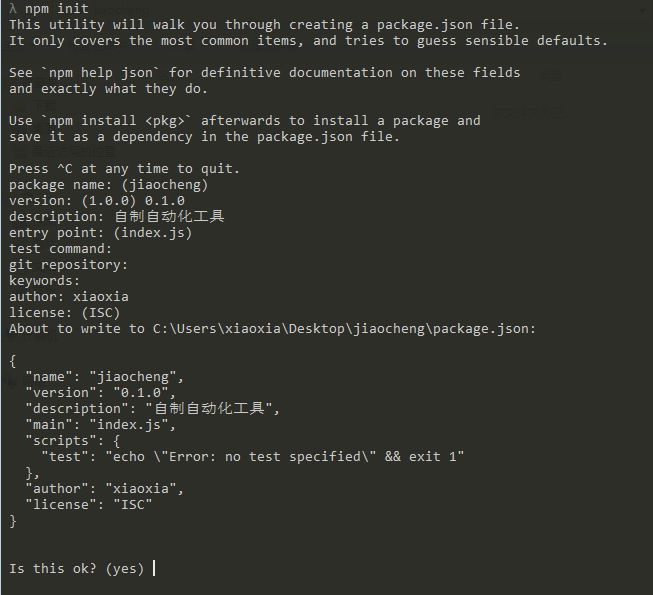 λ npm init
This utility will walk you through creating a package.json file.
It only covers the most common items, and tries to guess sensible defaults.
See `npm help json` for definitive documentation on these fields
and exactly what they do.
Use `npm install <pkg>` afterwards to install a package and
save it as a dependency in the package.json file.
Press ^C at any time to quit.
package name: (jiaocheng)
version: (1.0.0) 0.1.0
description: 自制自动化工具
entry point: (index.js)
test command:
git repository:
keywords:
author: xiaoxia
license: (ISC)
About to write to C:\Users\xiaoxia\Desktop\jiaocheng\package.json:
{
  "name": "jiaocheng",
  "version": "0.1.0",
  "description": "自制自动化工具",
  "main": "index.js",
  "scripts": {
    "test": "echo \"Error: no test specified\" && exit 1"
  },
  "author": "xiaoxia",
  "license": "ISC"
}
Is this ok? (yes)